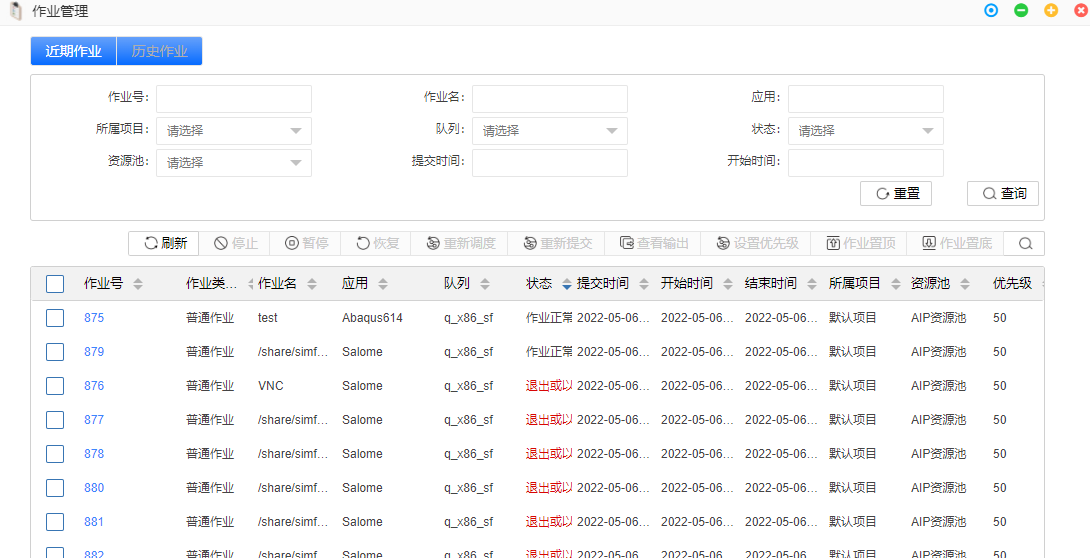 作业管理
近期作业 历史作业
作业号: 作业名: 应用:
所属项目: 请选择 队列: 请选择 状态: 请选择
资源池: 请选择 提交时间: 开始时间:
重置 查询
刷新 停止 暂停 恢复 重新调度 重新提交 查看输出 设置优先级 作业置顶 作业置底
作业号 作业类... 作业名 应用 队列 状态 提交时间 开始时间 结束时间 所属项目 资源池 优先级
875 普通作业 test Abaqus614 q_x86_sf 作业正常 2022-05-06... 2022-05-06... 2022-05-06... 默认项目 AIP资源池 50
879 普通作业 /share/simf... Salome q_x86_sf 作业正常 2022-05-06... 2022-05-06... 2022-05-06... 默认项目 AIP资源池 50
876 普通作业 VNC Salome q_x86_sf 退出或以 2022-05-06... 2022-05-06... 2022-05-06... 默认项目 AIP资源池 50
877 普通作业 /share/simf... Salome q_x86_sf 退出或以 2022-05-06... 2022-05-06... 2022-05-06... 默认项目 AIP资源池 50
878 普通作业 /share/simf... Salome q_x86_sf 退出或以 2022-05-06... 2022-05-06... 2022-05-06... 默认项目 AIP资源池 50
880 普通作业 /share/simf... Salome q_x86_sf 退出或以 2022-05-06... 2022-05-06... 2022-05-06... 默认项目 AIP资源池 50
881 普通作业 /share/simf... Salome q_x86_sf 退出或以 2022-05-06... 2022-05-06... 2022-05-06... 默认项目 AIP资源池 50
882 普通作业 /share/simf... Salome q_x86_sf 退出或以 2022-05-06... 2022-05-06... 2022-05-06... 默认项目 AIP资源池 50